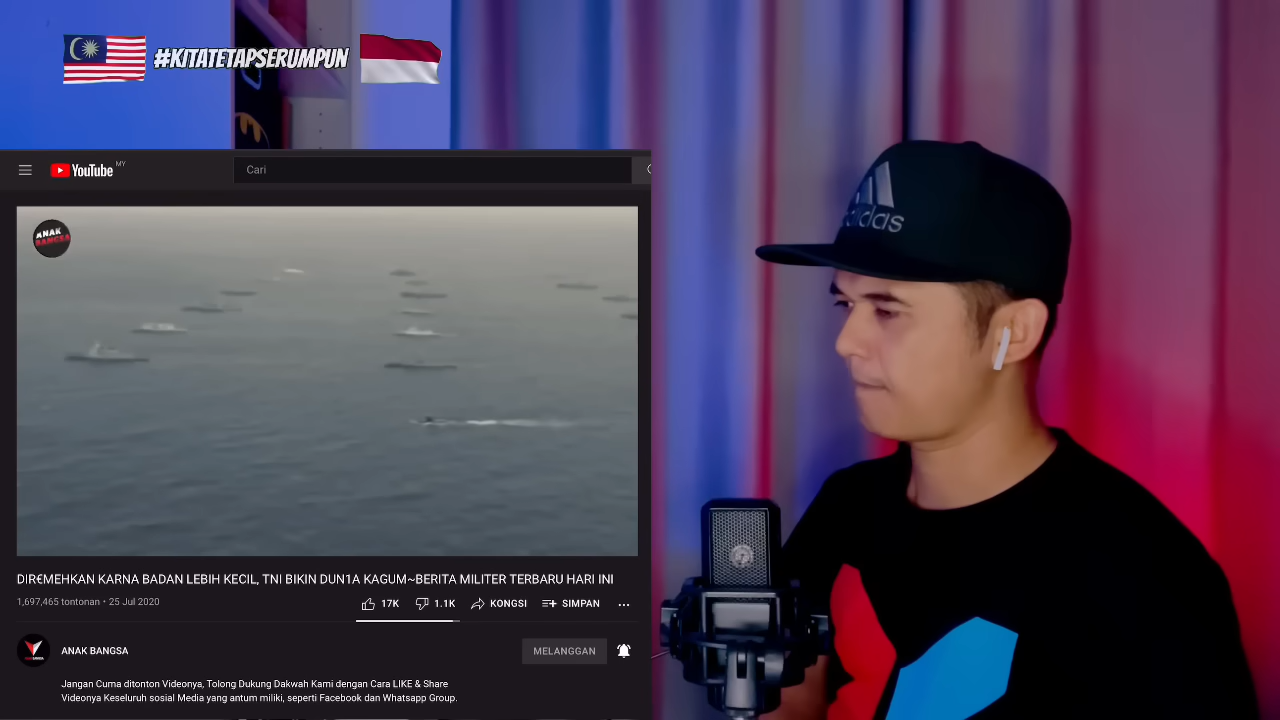 #KITATETAPSERUMPUN
YouTube MY
Cari
ANAK
BANGSA
adidas
DIR€MEHKAN KARNA BADAN LEBIH KECIL, TNI BIKIN DUN1A KAGUM~BERITA MILITER TERBARU HARI INI
1,697,465 tontonan • 25 Jul 2020
17K
1.1K
KONGSI
SIMPAN
ANAK BANGSA
MELANGGAN
Jangan Cuma ditonton Videonya, Tolong Dukung Dakwah Kami dengan Cara LIKE & Share
Videonya Keseluruh sosial Media yang antum miliki, seperti Facebook dan Whatsapp Group.